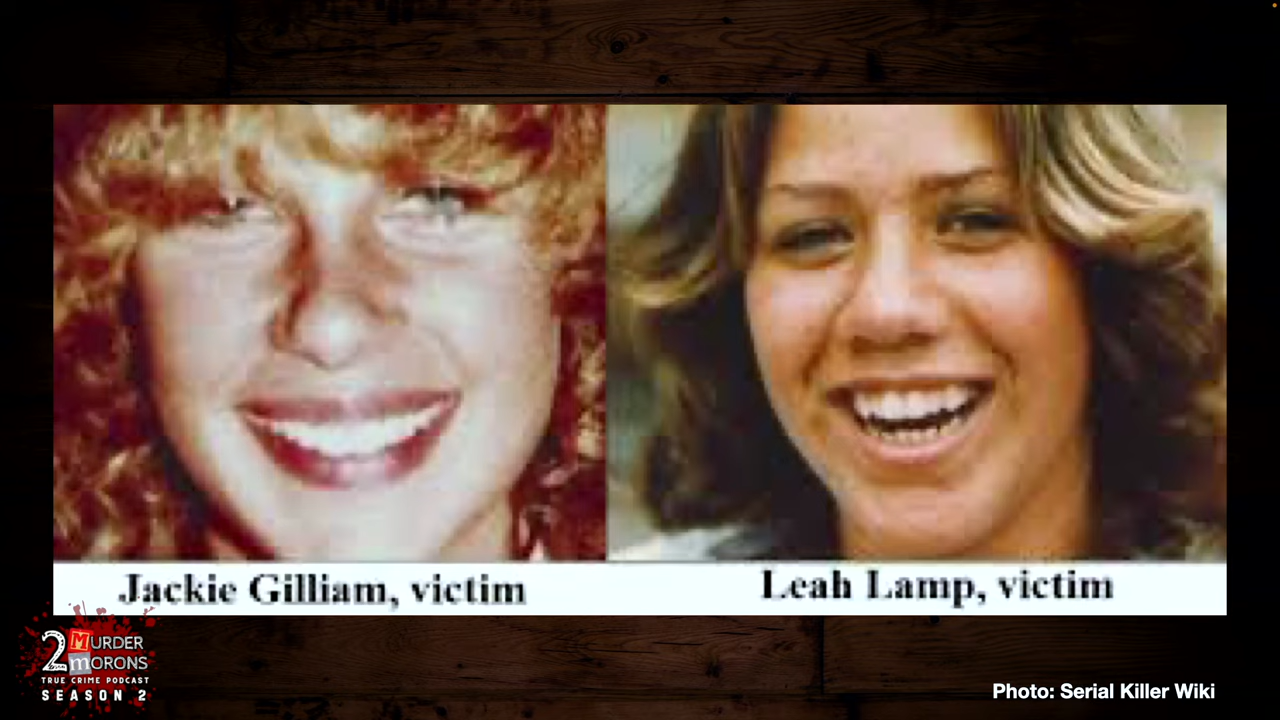 Jackie Gilliam, victim
Leah Lamp, victim
2 MURDER
mORONS
TRUE CRIME PODCAST
SEASON 2
Photo: Serial Killer Wiki